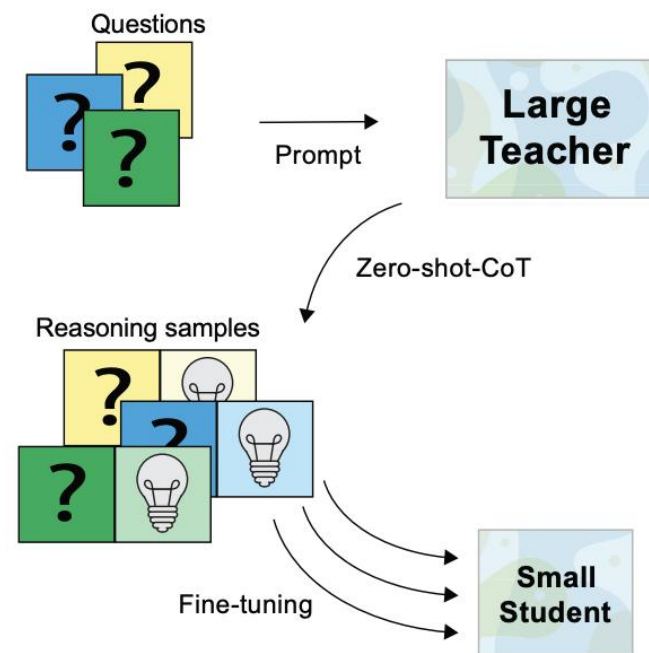 Questions
?
?
?
Prompt
Large
Teacher
Zero-shot-CoT
Reasoning samples
?
?
?
Fine-tuning
Small
Student